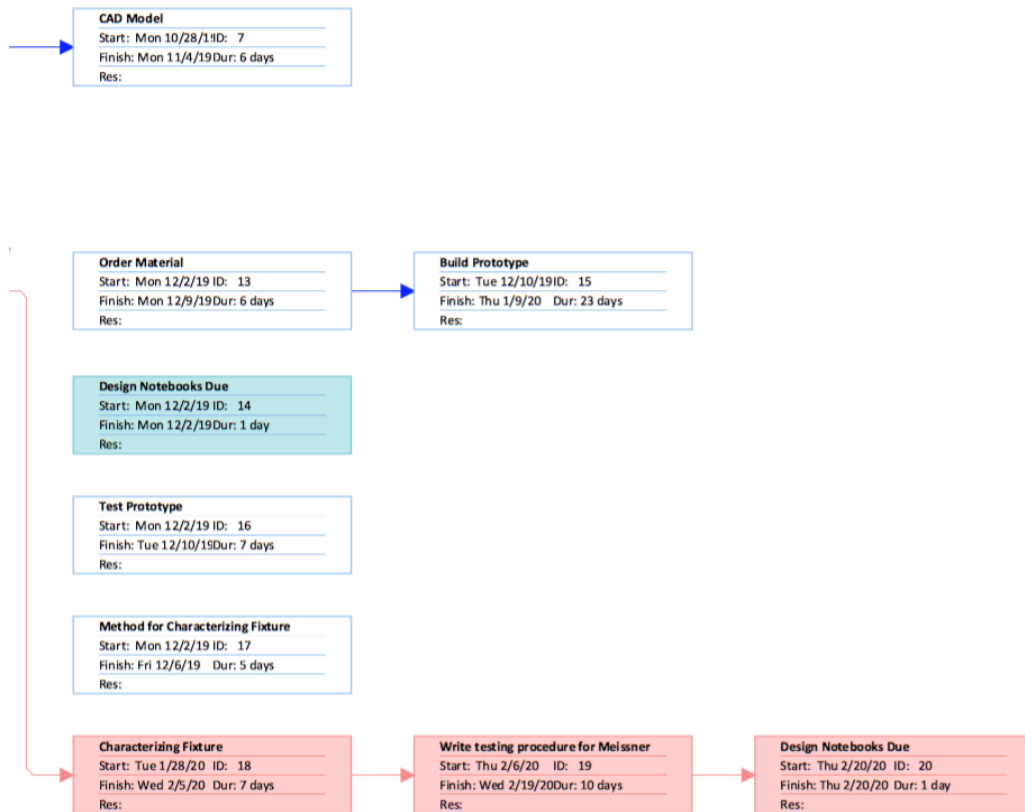 CAD Model
Start: Mon 10/28/19 ID: 7
Finish: Mon 11/4/19 Dur: 6 days
Res:
Order Material
Start: Mon 12/2/19 ID: 13
Finish: Mon 12/9/19 Dur: 6 days
Res:
Build Prototype
Start: Tue 12/10/19 ID: 15
Finish: Thu 1/9/20 Dur: 23 days
Res:
Design Notebooks Due
Start: Mon 12/2/19 ID: 14
Finish: Mon 12/2/19 Dur: 1 day
Res:
Test Prototype
Start: Mon 12/2/19 ID: 16
Finish: Tue 12/10/19 Dur: 7 days
Res:
Method for Characterizing Fixture
Start: Mon 12/2/19 ID: 17
Finish: Fri 12/6/19 Dur: 5 days
Res:
Characterizing Fixture
Start: Tue 1/28/20 ID: 18
Finish: Wed 2/5/20 Dur: 7 days
Res:
Write testing procedure for Meissner
Start: Thu 2/6/20 ID: 19
Finish: Wed 2/19/20 Dur: 10 days
Res:
Design Notebooks Due
Start: Thu 2/20/20 ID: 20
Finish: Thu 2/20/20 Dur: 1 day
Res: